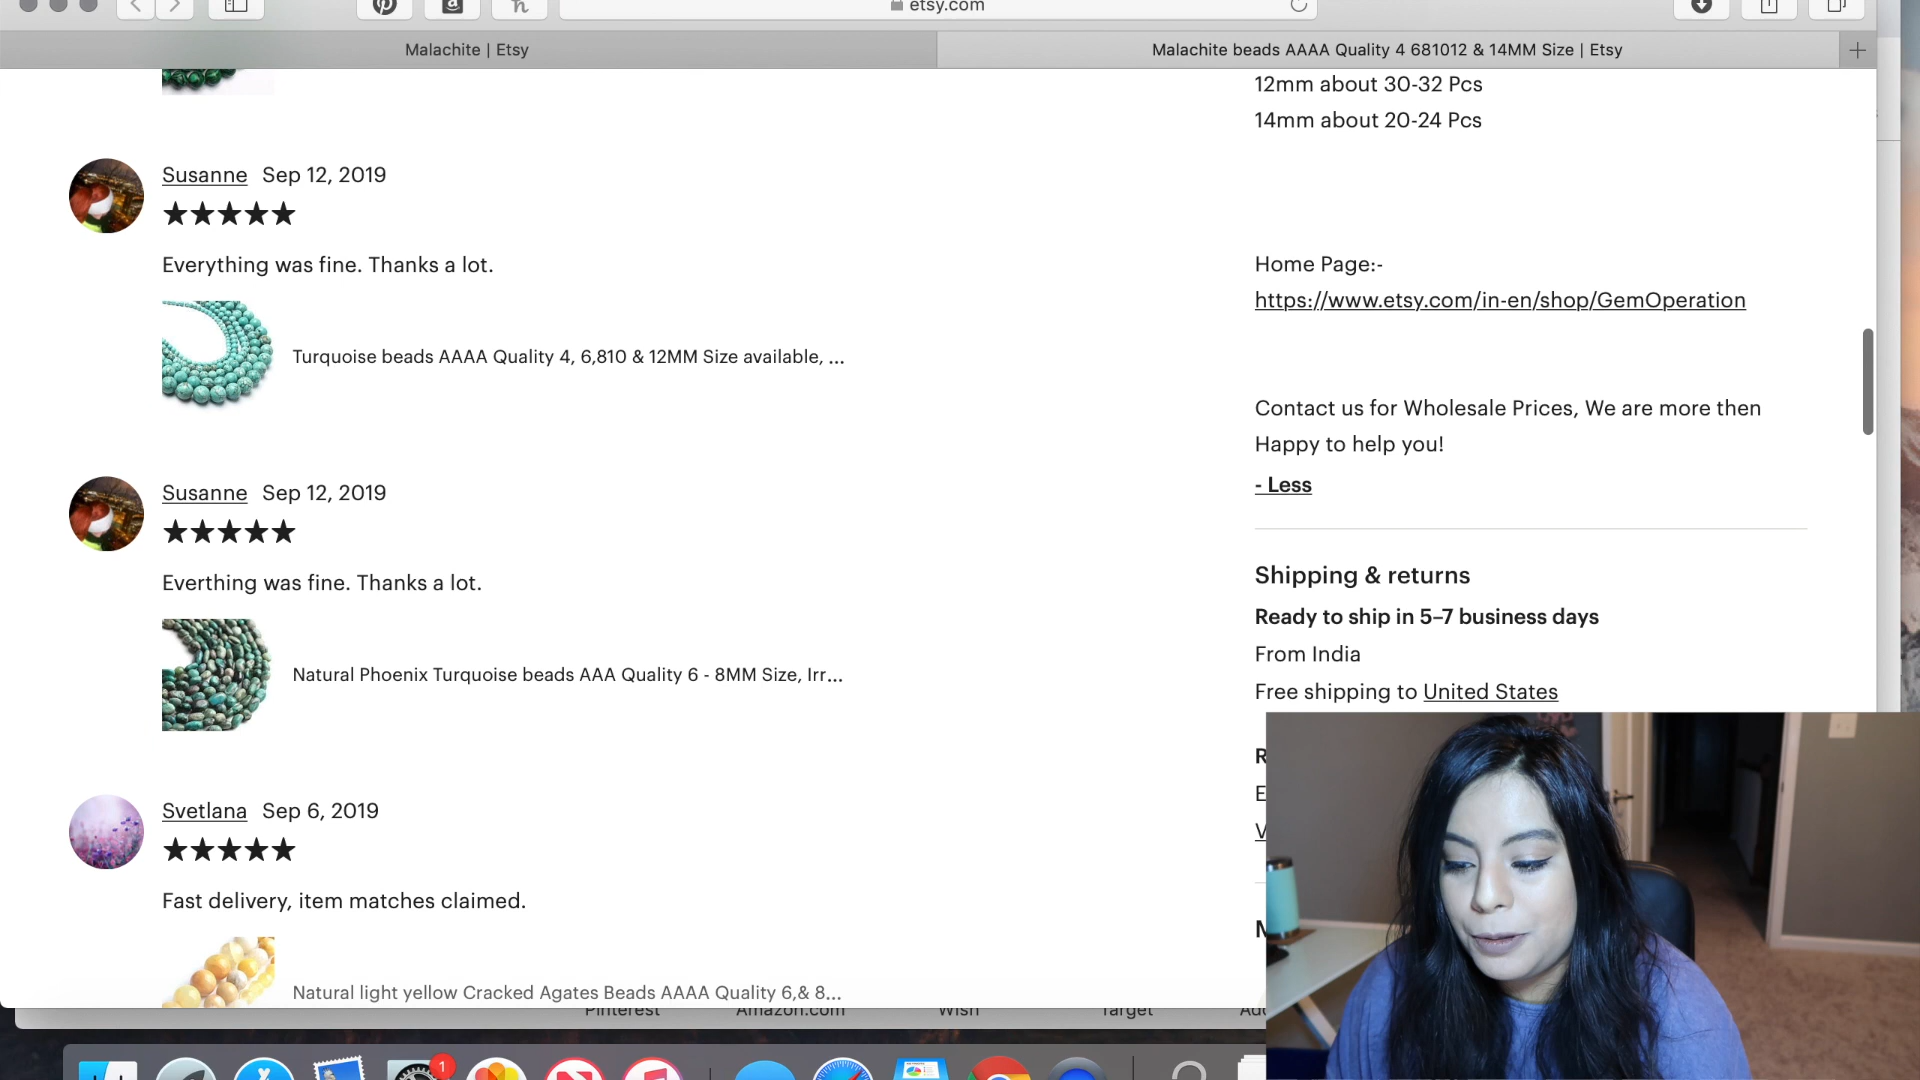 etsy.com
Malachite | Etsy
Malachite beads AAAA Quality 4 681012 & 14MM Size | Etsy
Susanne Sep 12, 2019
Everything was fine. Thanks a lot.
Turquoise beads AAAA Quality 4, 6,810 & 12MM Size available, ...
Susanne Sep 12, 2019
Everthing was fine. Thanks a lot.
Natural Phoenix Turquoise beads AAA Quality 6 - 8MM Size, Irr...
Svetlana Sep 6, 2019
Fast delivery, item matches claimed.
Natural light yellow Cracked Agates Beads AAAA Quality 6,& 8...
12mm about 30-32 Pcs
14mm about 20-24 Pcs
Home Page:-
https://www.etsy.com/in-en/shop/GemOperation
Contact us for Wholesale Prices, We are more then
Happy to help you!
- Less
Shipping & returns
Ready to ship in 5–7 business days
From India
Free shipping to United States
Pinterest Amazon.com Wish Target
1